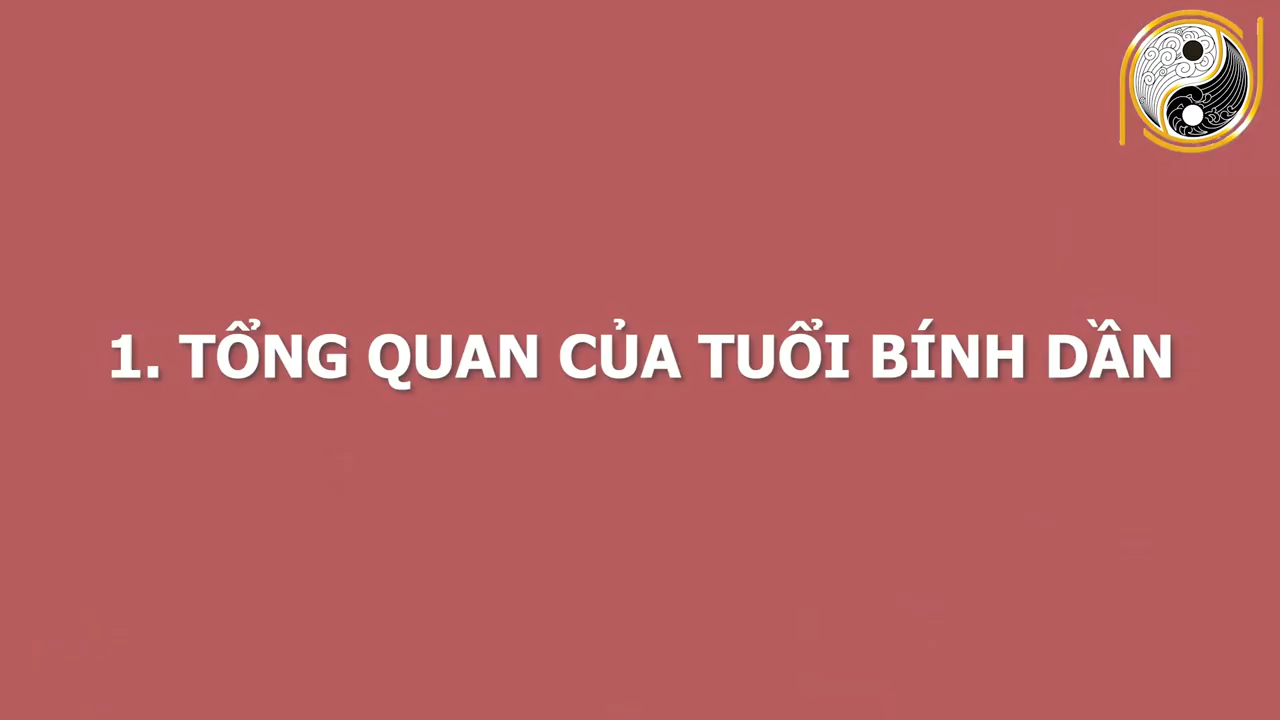 1. TỔNG QUAN CỦA TUỔI BÍNH DẦN